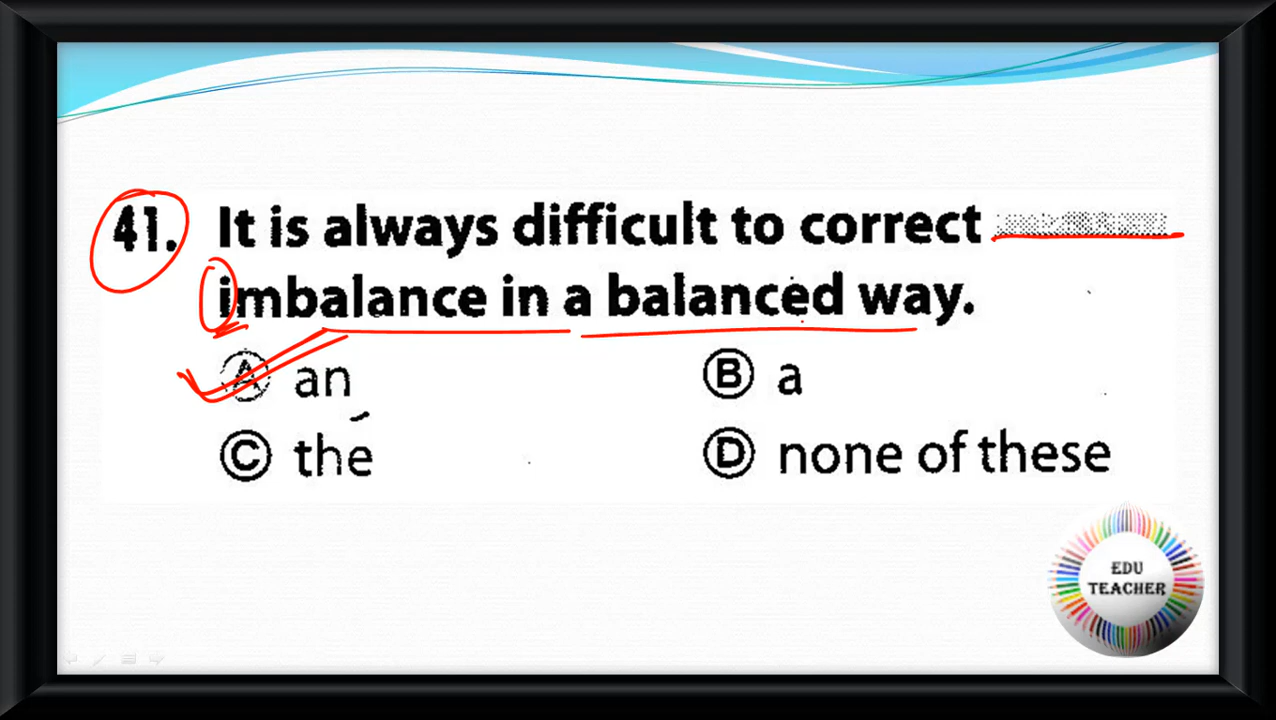 41. It is always difficult to correct
imbalance in a balanced way.
A an
B a
C the
D none of these
EDU
TEACHER